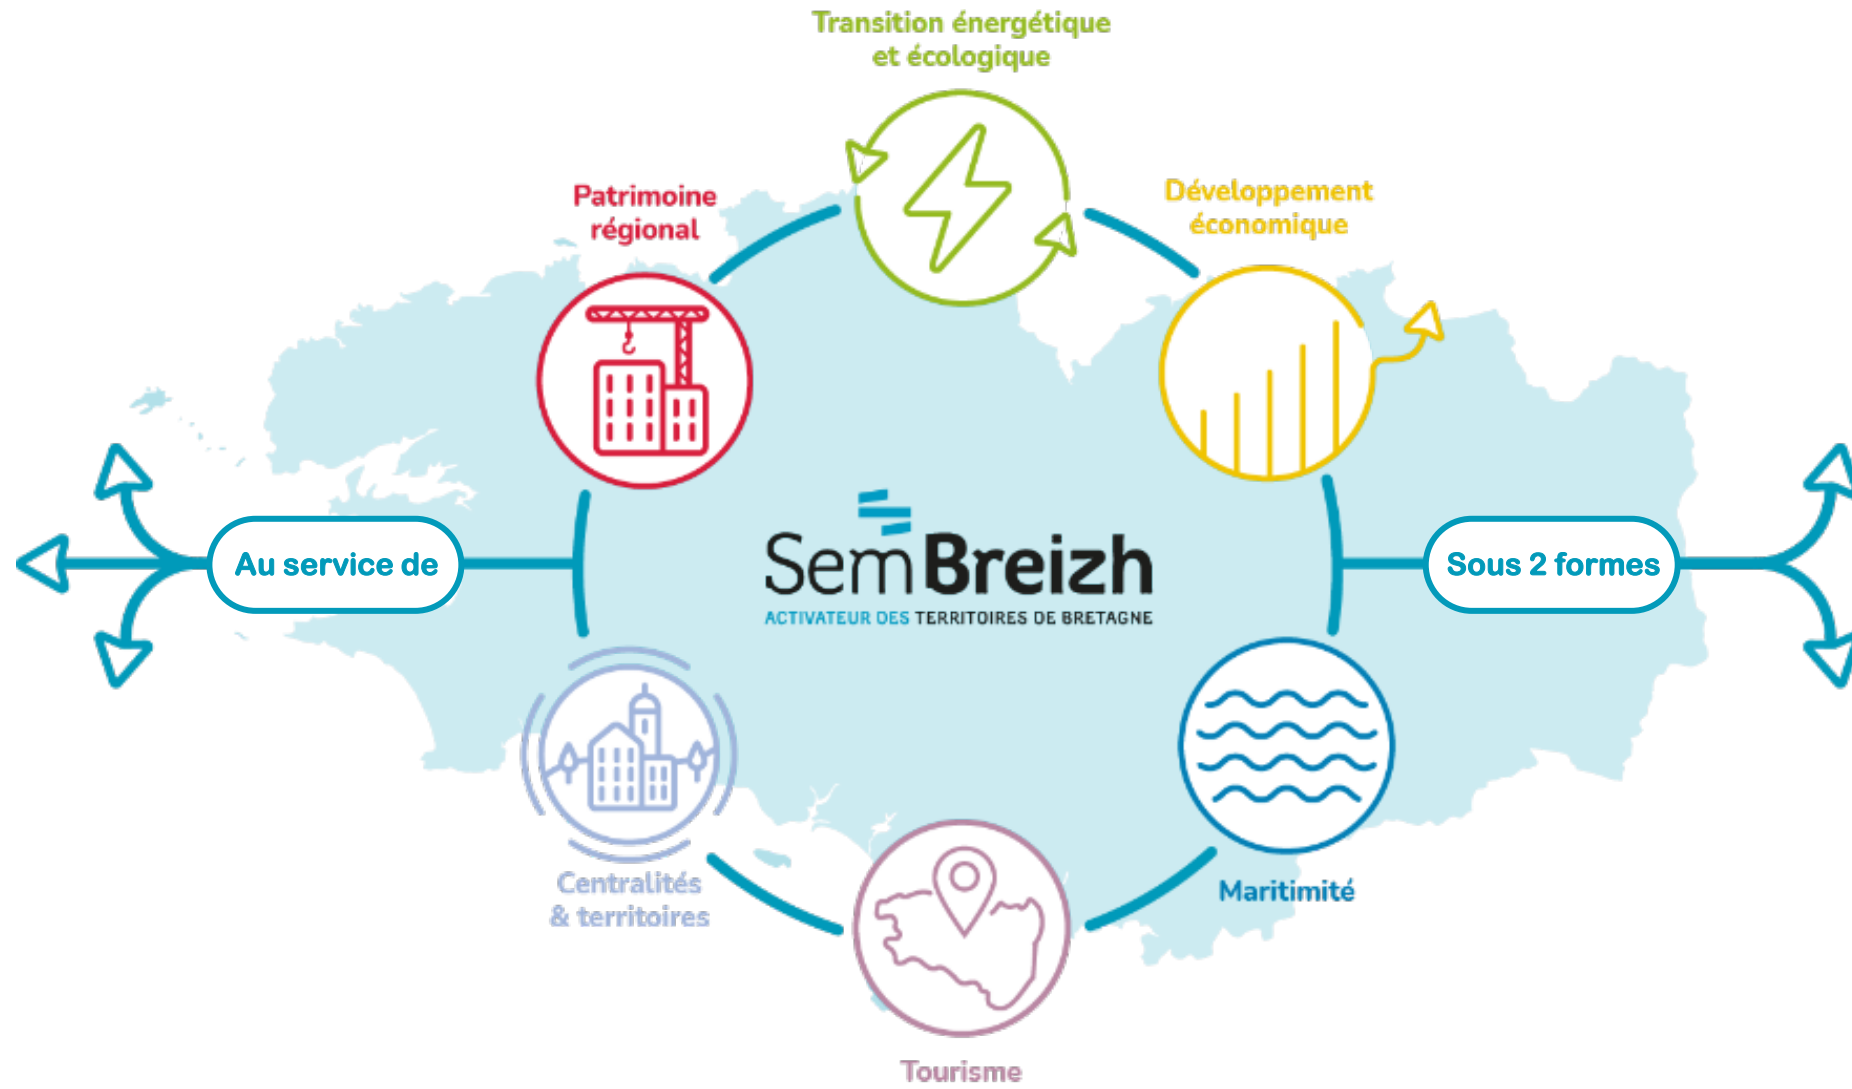 Transition énergétique
et écologique
Patrimoine
régional
Développement
économique
Au service de
SemBreizh
ACTIVATEUR DES TERRITOIRES DE BRETAGNE
Sous 2 formes
Centralités
& territoires
Maritimité
Tourisme